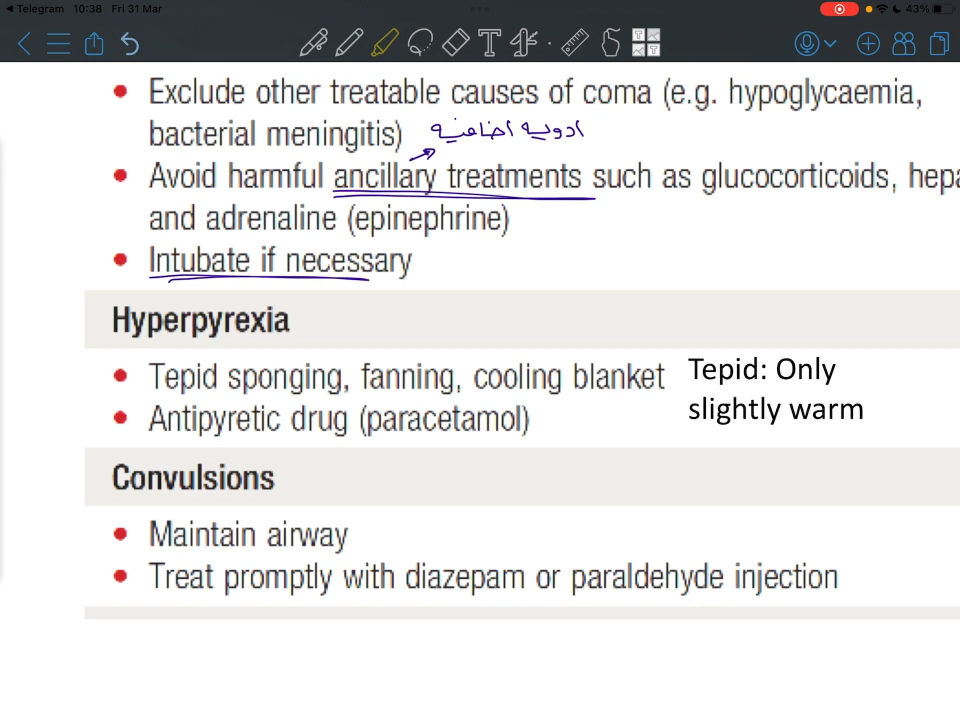 Telegram 10:38 Fri 31 Mar 43%
Exclude other treatable causes of coma (e.g. hypoglycaemia,
bacterial meningitis)
ادوية اضافية
Avoid harmful ancillary treatments such as glucocorticoids, hepa
and adrenaline (epinephrine)
Intubate if necessary
Hyperpyrexia
Tepid sponging, fanning, cooling blanket
Antipyretic drug (paracetamol)
Tepid: Only
slightly warm
Convulsions
Maintain airway
Treat promptly with diazepam or paraldehyde injection